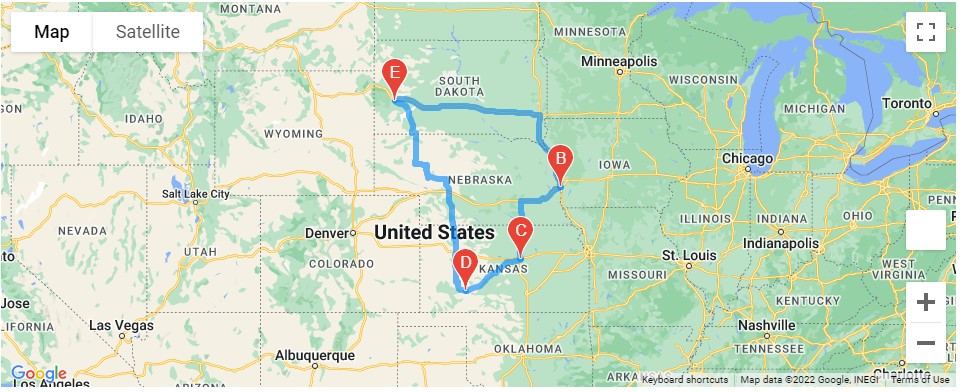 MONTANA
Map
Satellite
MINNESOTA
Minneapolis
E
SOUTH
DAKOTA
WISCONSIN
GON
IDAHO
MICHIGAN
Toronto
WYOMING
B
IOWA
Chicago
NEBRASKA
Salt Lake City
PENN
NEVADA
C
ILLINOIS
INDIANA
OHIO
Denver
United States
Indianapolis
UTAH
D
KANSAS
COLORADO
MISSOURI
St. Louis
WEST
VIRGINIA
Jose
KENTUCKY
LIFORNIA
Las Vegas
Nashville
TENNESSEE
OKLAHOMA
Albuquerque
Google
Los Angeles
ARKANSAS
Charlotte
Keyboard shortcuts
Map data ©2022 Google, INEGI
Terms of Use